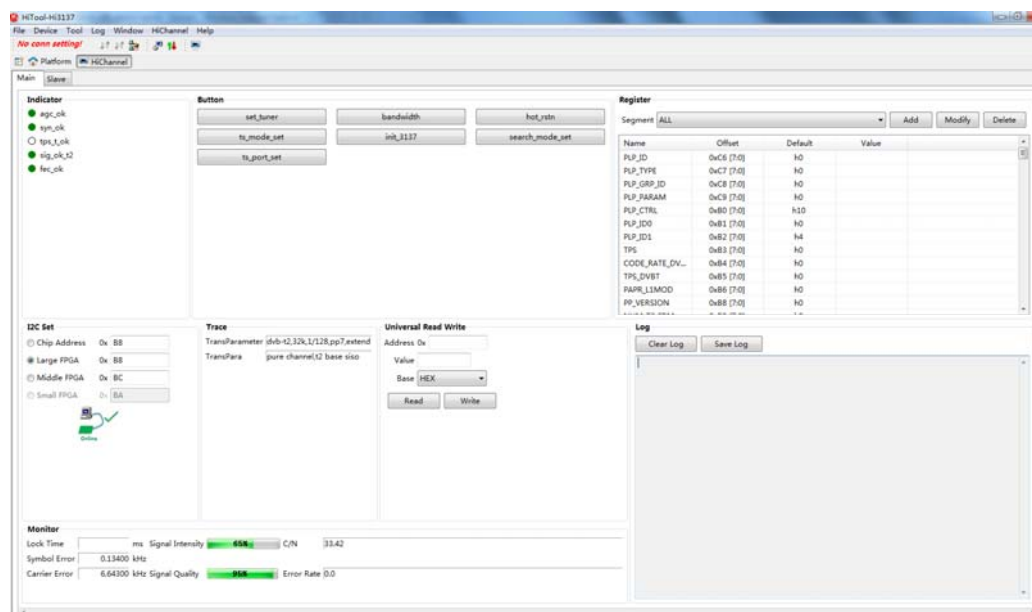 HiTool-Hi3137
File Device Tool Log Window HiChannel Help
No conn setting!
Platform HiChannel
Main Slave
Indicator
agc_ok
syn_ok
tps_t_ok
sig_ok_t2
fec_ok
Button
set_tuner bandwidth hot_rstn
ts_mode_set init_3137 search_mode_set
ts_port_set
Register
Segment ALL Add Modify Delete
Name Offset Default Value
PLP_ID 0xC6 [7:0] h0
PLP_TYPE 0xC7 [7:0] h0
PLP_GRP_ID 0xC8 [7:0] h0
PLP_PARAM 0xC9 [7:0] h0
PLP_CTRL 0xB0 [7:0] h10
PLP_ID0 0xB1 [7:0] h0
PLP_ID1 0xB2 [7:0] h4
TPS 0xB3 [7:0] h0
CODE_RATE_DV... 0xB4 [7:0] h0
TPS_DVBT 0xB5 [7:0] h0
PAPR_L1MOD 0xB6 [7:0] h0
PP_VERSION 0xB8 [7:0] h0
I2C Set
Chip Address 0x B8
Large FPGA 0x B8
Middle FPGA 0x BC
Small FPGA 0x BA
Online
Trace
TransParameter dvb-t2,32k,1/128,pp7,extend
TransPara pure channel,t2 base siso
Universal Read Write
Address 0x
Value
Base HEX
Read Write
Log
Clear Log Save Log
Monitor
Lock Time ms Signal Intensity 65% C/N 33.42
Symbol Error 0.13400 kHz
Carrier Error 6.64300 kHz Signal Quality 95% Error Rate 0.0